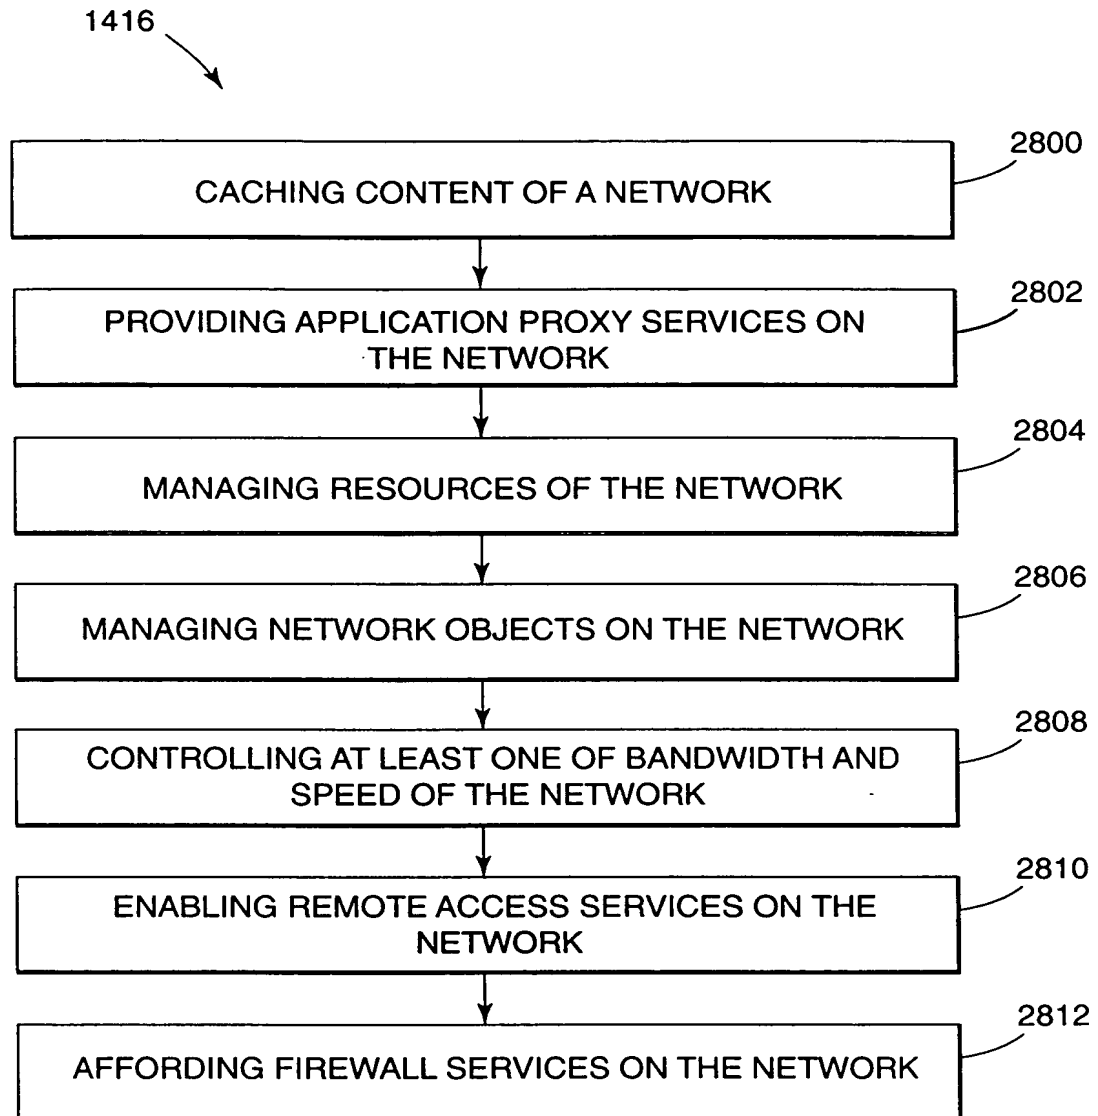 1416
2800
CACHING CONTENT OF A NETWORK
2802
PROVIDING APPLICATION PROXY SERVICES ON
THE NETWORK
2804
MANAGING RESOURCES OF THE NETWORK
2806
MANAGING NETWORK OBJECTS ON THE NETWORK
2808
CONTROLLING AT LEAST ONE OF BANDWIDTH AND
SPEED OF THE NETWORK
2810
ENABLING REMOTE ACCESS SERVICES ON THE
NETWORK
2812
AFFORDING FIREWALL SERVICES ON THE NETWORK